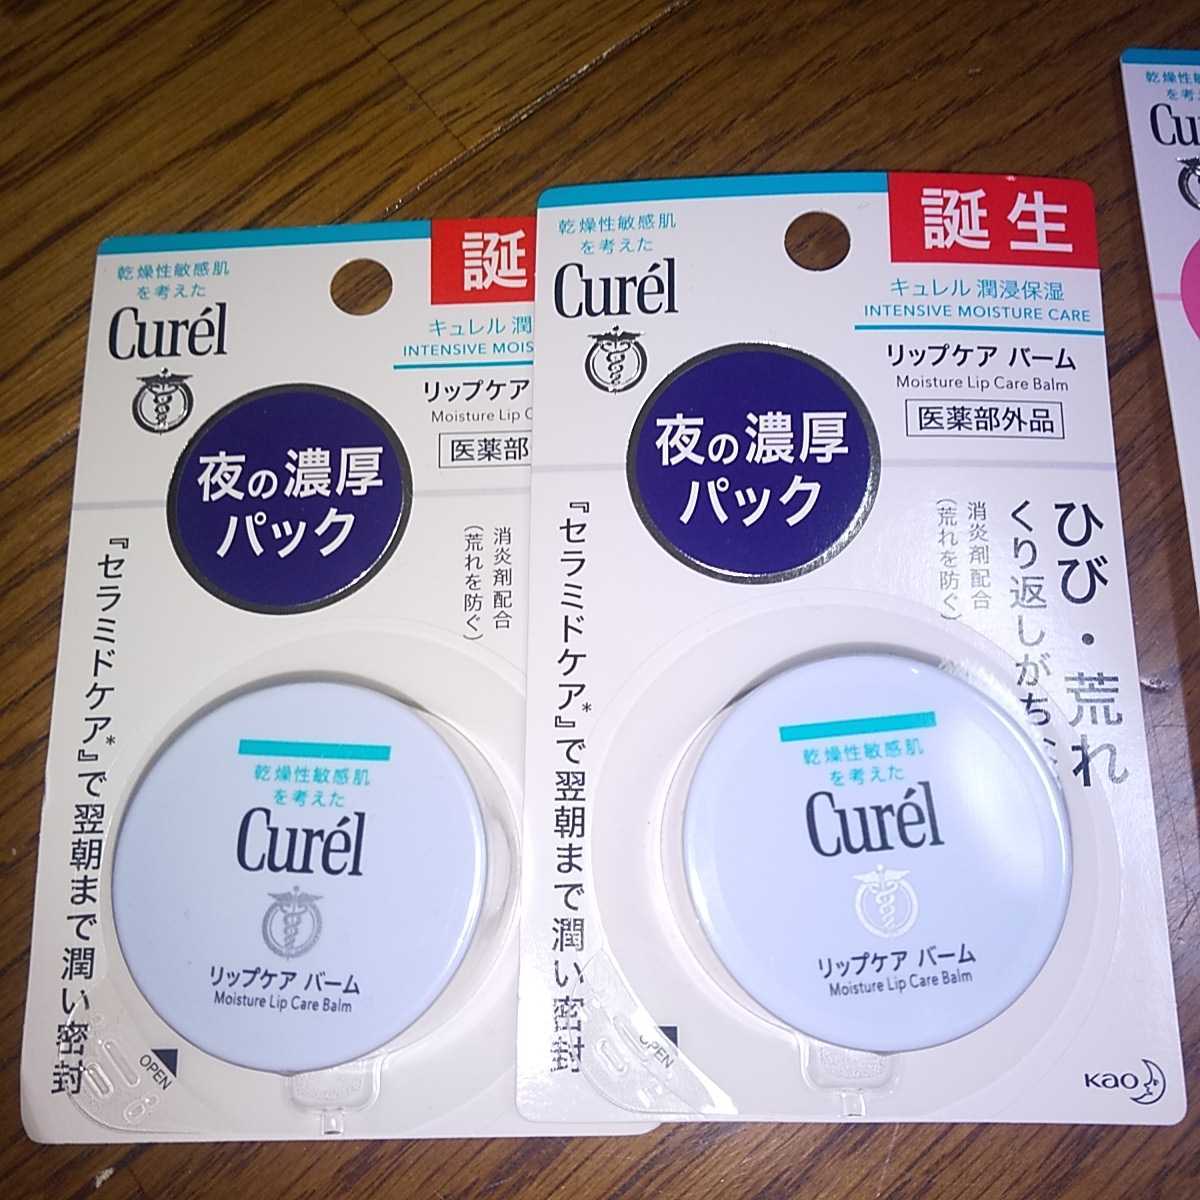 乾燥性敏感肌
を考えた
Curél
誕
キュレル 潤
INTENSIVE MOIS
リップケア
Moisture Lip C
医薬部
夜の濃厚
パック
消炎剤配合
(荒れを防ぐ)
『セラミドケア*』で翌朝まで潤い密封
乾燥性敏感肌
を考えた
Curél
リップケア バーム
Moisture Lip Care Balm
OPEN
乾燥性敏感肌
を考えた
Curél
誕生
キュレル 潤浸保湿
INTENSIVE MOISTURE CARE
リップケア バーム
Moisture Lip Care Balm
医薬部外品
夜の濃厚
パック
ひび・荒れ
くり返しがち
消炎剤配合
(荒れを防ぐ)
『セラミドケア*』で翌朝まで潤い密封
乾燥性敏感肌
を考えた
Curél
リップケア バーム
Moisture Lip Care Balm
OPEN
Kao
乾燥性
を考
Cu